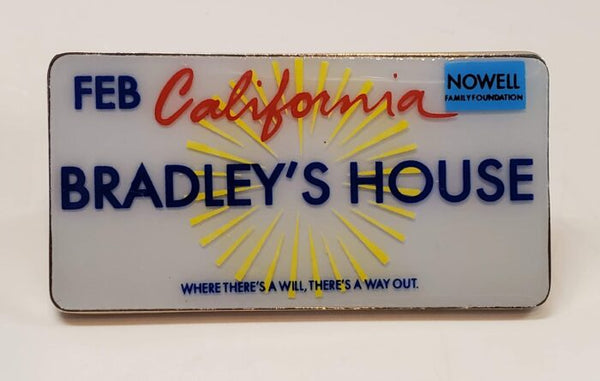 FEB California NOWELL
FAMILY FOUNDATION
BRADLEY'S HOUSE
WHERE THERE'S A WILL, THERE'S A WAY OUT.